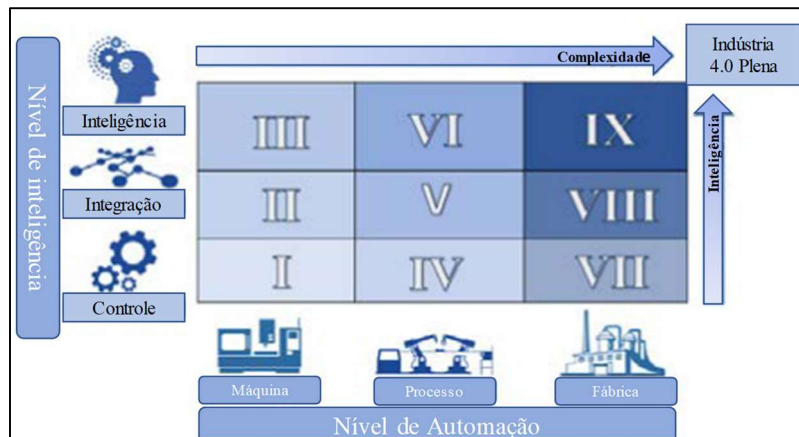 Complexidade
Indústria
4.0 Plena
Nível de inteligência
Inteligência
III VI IX
Inteligência
Integração
II V VIII
Controle
I IV VII
Máquina Processo Fábrica
Nível de Automação